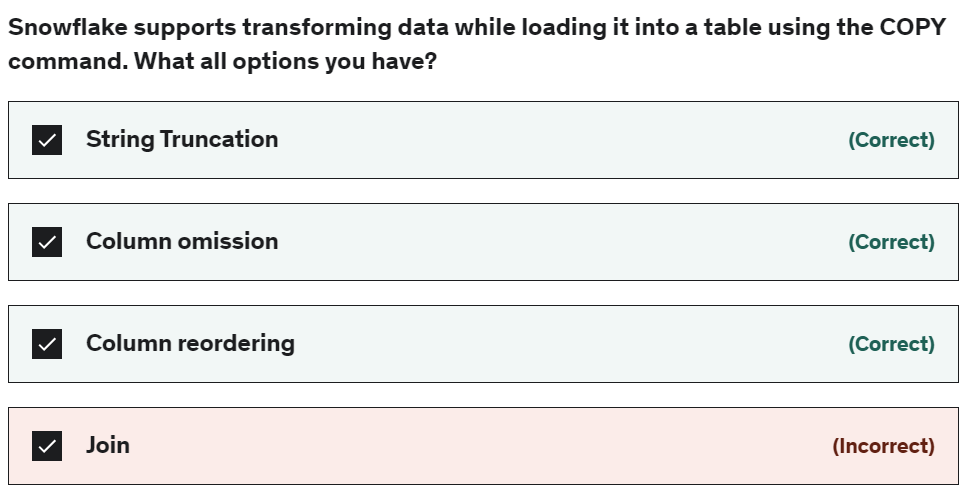 Snowflake supports transforming data while loading it into a table using the COPY
command. What all options you have?
String Truncation (Correct)
Column omission (Correct)
Column reordering (Correct)
Join (Incorrect)